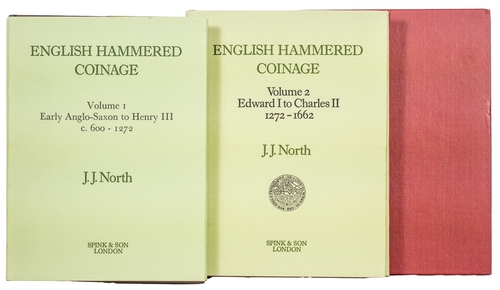 ENGLISH HAMMERED
COINAGE
Volume 1
Early Anglo-Saxon to Henry III
c. 600 - 1272
J.J. North
SPINK & SON
LONDON
ENGLISH HAMMERED
COINAGE
Volume 2
Edward I to Charles II
1272-1662
J.J. North
SPINK & SON
LONDON